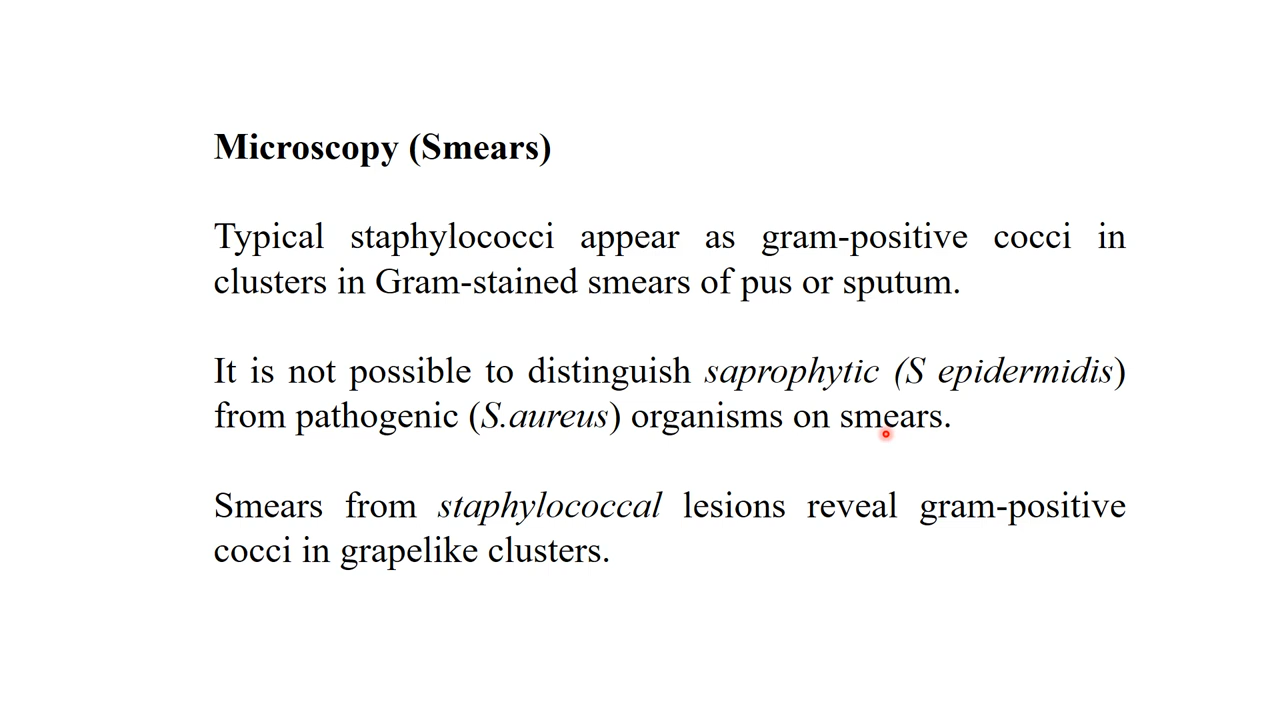 Microscopy (Smears)
Typical staphylococci appear as gram-positive cocci in
clusters in Gram-stained smears of pus or sputum.
It is not possible to distinguish saprophytic (S epidermidis)
from pathogenic (S.aureus) organisms on smears.
Smears from staphylococcal lesions reveal gram-positive
cocci in grapelike clusters.